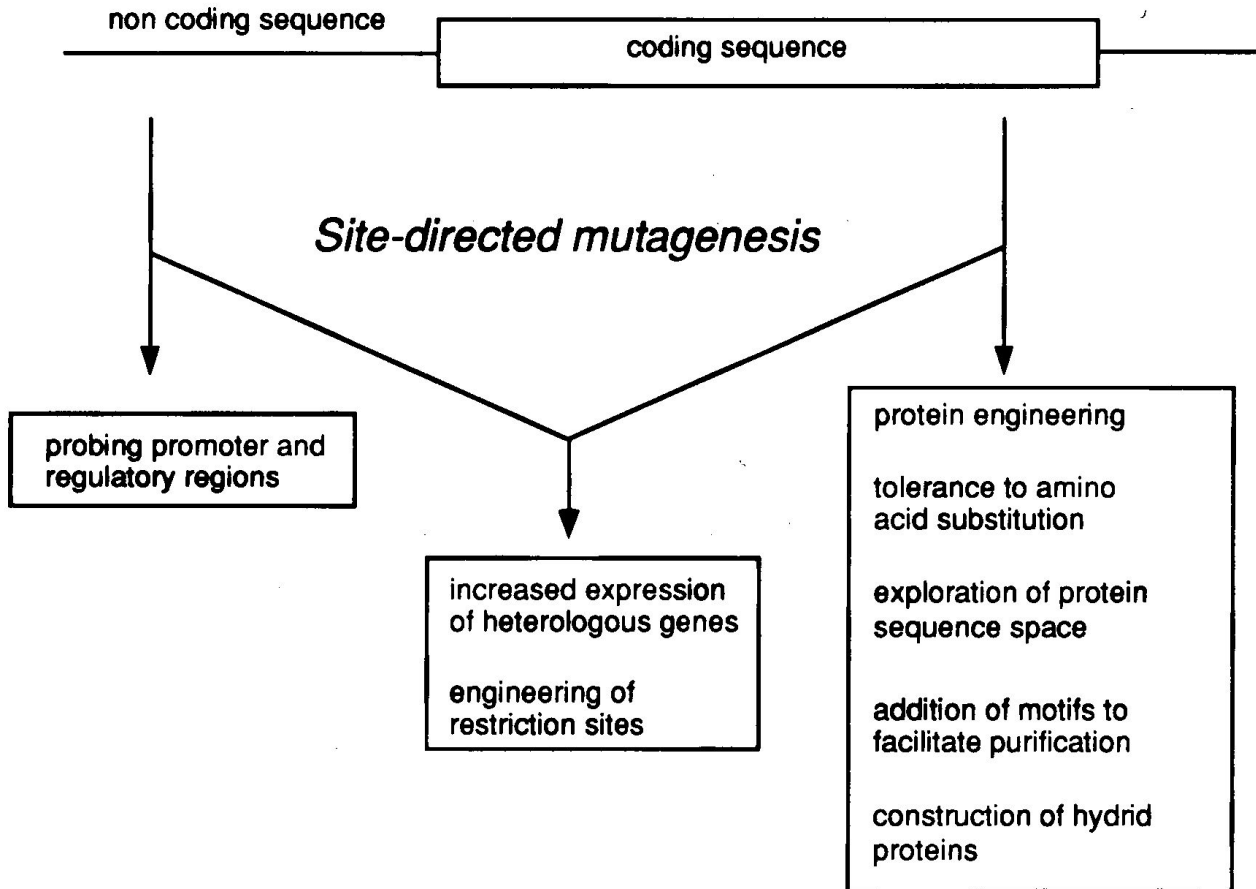 non coding sequence
coding sequence
Site-directed mutagenesis
probing promoter and
regulatory regions
increased expression
of heterologous genes
engineering of
restriction sites
protein engineering
tolerance to amino
acid substitution
exploration of protein
sequence space
addition of motifs to
facilitate purification
construction of hydrid
proteins